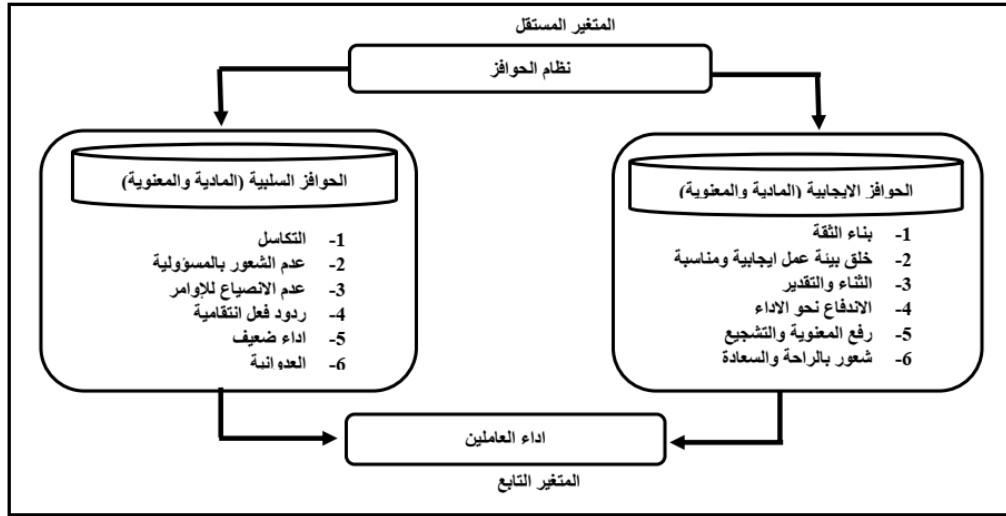 المتغير المستقل
نظام الحوافز
الحوافز الايجابية (المادية والمعنوية)
1- بناء الثقة
2- خلق بيئة عمل ايجابية ومناسبة
3- الثناء والتقدير
4- الاندفاع نحو الاداء
5- رفع المعنوية والتشجيع
6- شعور بالراحة والسعادة
الحوافز السلبية (المادية والمعنوية)
1- التكاسل
2- عدم الشعور بالمسؤولية
3- عدم الانصياع للإوامر
4- ردود فعل انتقامية
5- اداء ضعيف
6- العدوانية
اداء العاملين
المتغير التابع